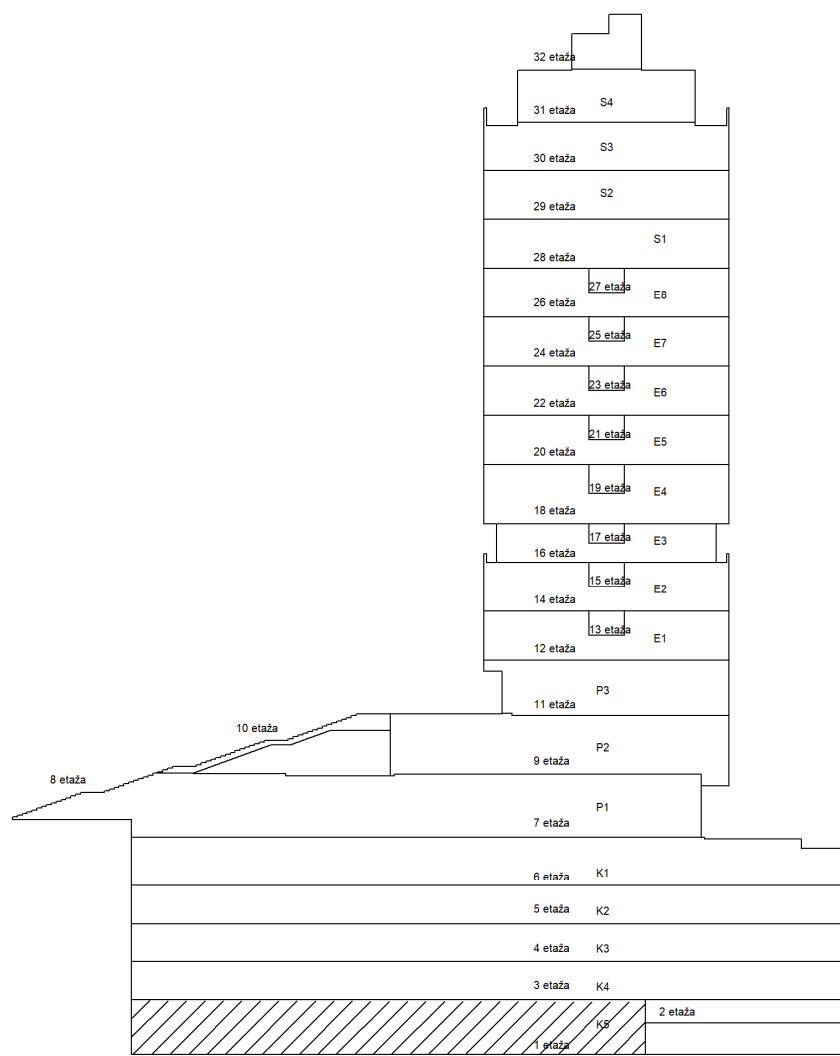 32 etaža
S4
31 etaža
S3
30 etaža
S2
29 etaža
S1
28 etaža
27 etaža
E8
26 etaža
25 etaža
E7
24 etaža
23 etaža
E6
22 etaža
21 etaža
E5
20 etaža
19 etaža
E4
18 etaža
17 etaža
E3
16 etaža
15 etaža
E2
14 etaža
13 etaža
E1
12 etaža
P3
11 etaža
10 etaža
P2
9 etaža
8 etaža
P1
7 etaža
K1
6 etaža
5 etaža K2
4 etaža K3
3 etaža K4
2 etaža
K5
1 etaža